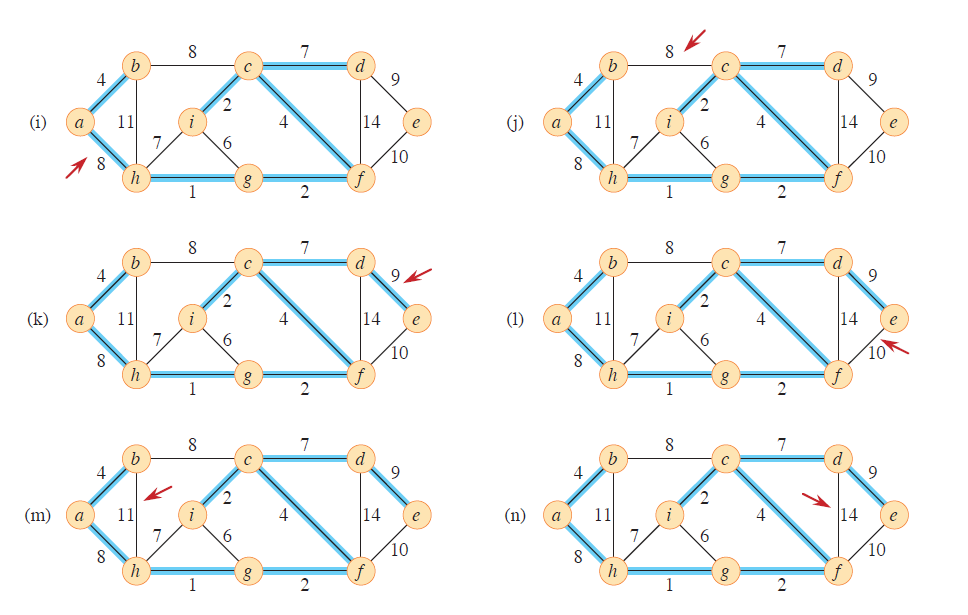 8 7 8 7
b c d b c d
4 9 4 9
2 2
(i) a 11 i 4 14 e (j) a 11 i 4 14 e
7 6 7 6
8 10 8 10
h g f h g f
1 2 1 2
8 7 8 7
b c d b c d
4 9 4 9
2 2
(k) a 11 i 4 14 e (l) a 11 i 4 14 e
7 6 7 6
8 10 8 10
h g f h g f
1 2 1 2
8 7 8 7
b c d b c d
4 9 4 9
2 2
(m) a 11 i 4 14 e (n) a 11 i 4 14 e
7 6 7 6
8 10 8 10
h g f h g f
1 2 1 2